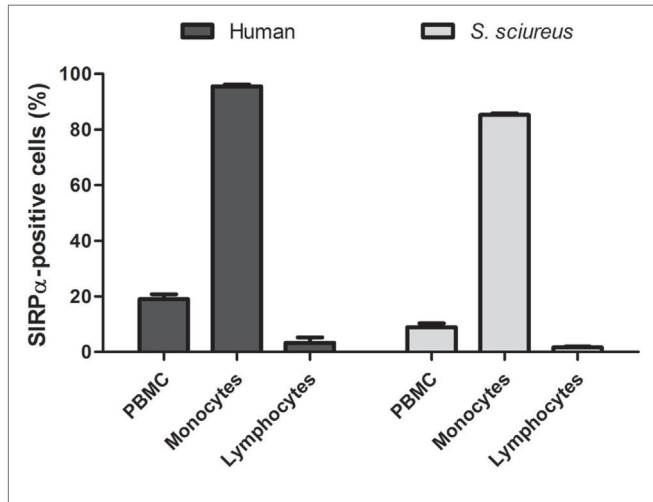 Human
S. sciureus
SIRPα-positive cells (%)
100
80
60
40
20
0
PBMC
Monocytes
Lymphocytes
PBMC
Monocytes
Lymphocytes